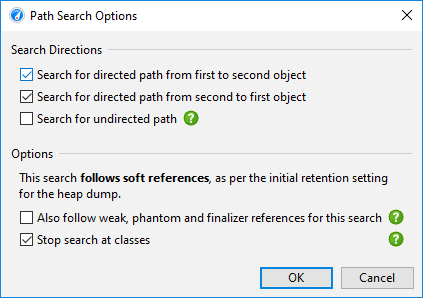 Path Search Options
Search Directions
Search for directed path from first to second object
Search for directed path from second to first object
Search for undirected path
Options
This search follows soft references, as per the initial retention setting
for the heap dump.
Also follow weak, phantom and finalizer references for this search
Stop search at classes
OK
Cancel